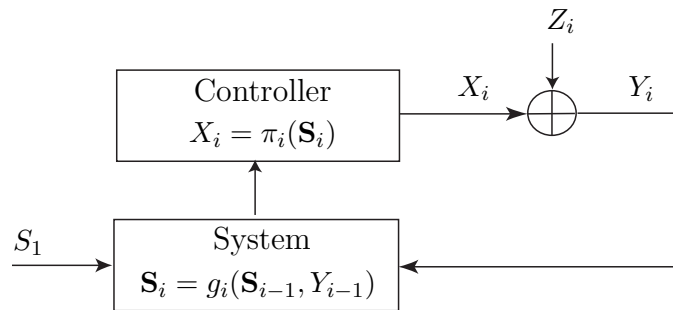 Z_i
Controller
X_i = π_i(𝐒_i)
X_i
Y_i
S_1
System
𝐒_i = g_i(𝐒_{i−1}, Y_{i−1})